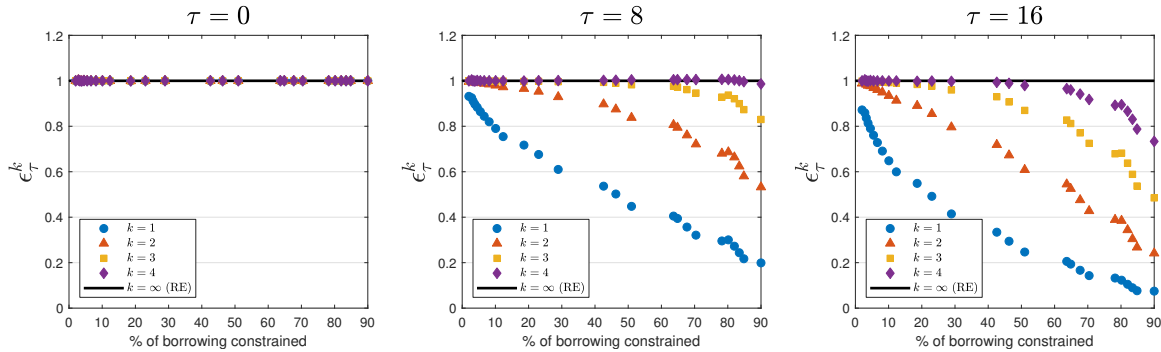 τ = 0
1.2
1
0.8
0.6
0.4
0.2
0
0 10 20 30 40 50 60 70 80 90
% of borrowing constrained
ϵ_τ^k
k = 1
k = 2
k = 3
k = 4
k = ∞ (RE)
τ = 8
1.2
1
0.8
0.6
0.4
0.2
0
0 10 20 30 40 50 60 70 80 90
% of borrowing constrained
ϵ_τ^k
k = 1
k = 2
k = 3
k = 4
k = ∞ (RE)
τ = 16
1.2
1
0.8
0.6
0.4
0.2
0
0 10 20 30 40 50 60 70 80 90
% of borrowing constrained
ϵ_τ^k
k = 1
k = 2
k = 3
k = 4
k = ∞ (RE)